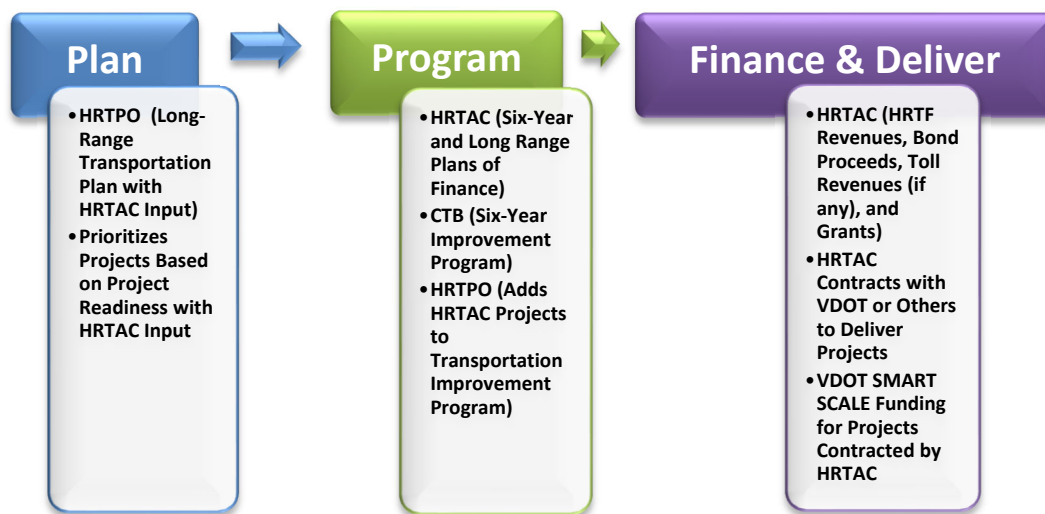 Plan
•HRTPO (Long-
Range
Transportation
Plan with
HRTAC Input)
•Prioritizes
Projects Based
on Project
Readiness with
HRTAC Input
Program
•HRTAC (Six-Year
and Long Range
Plans of
Finance)
•CTB (Six-Year
Improvement
Program)
•HRTPO (Adds
HRTAC Projects
to
Transportation
Improvement
Program)
Finance & Deliver
•HRTAC (HRTF
Revenues, Bond
Proceeds, Toll
Revenues (if
any), and
Grants)
•HRTAC
Contracts with
VDOT or Others
to Deliver
Projects
•VDOT SMART
SCALE Funding
for Projects
Contracted by
HRTAC